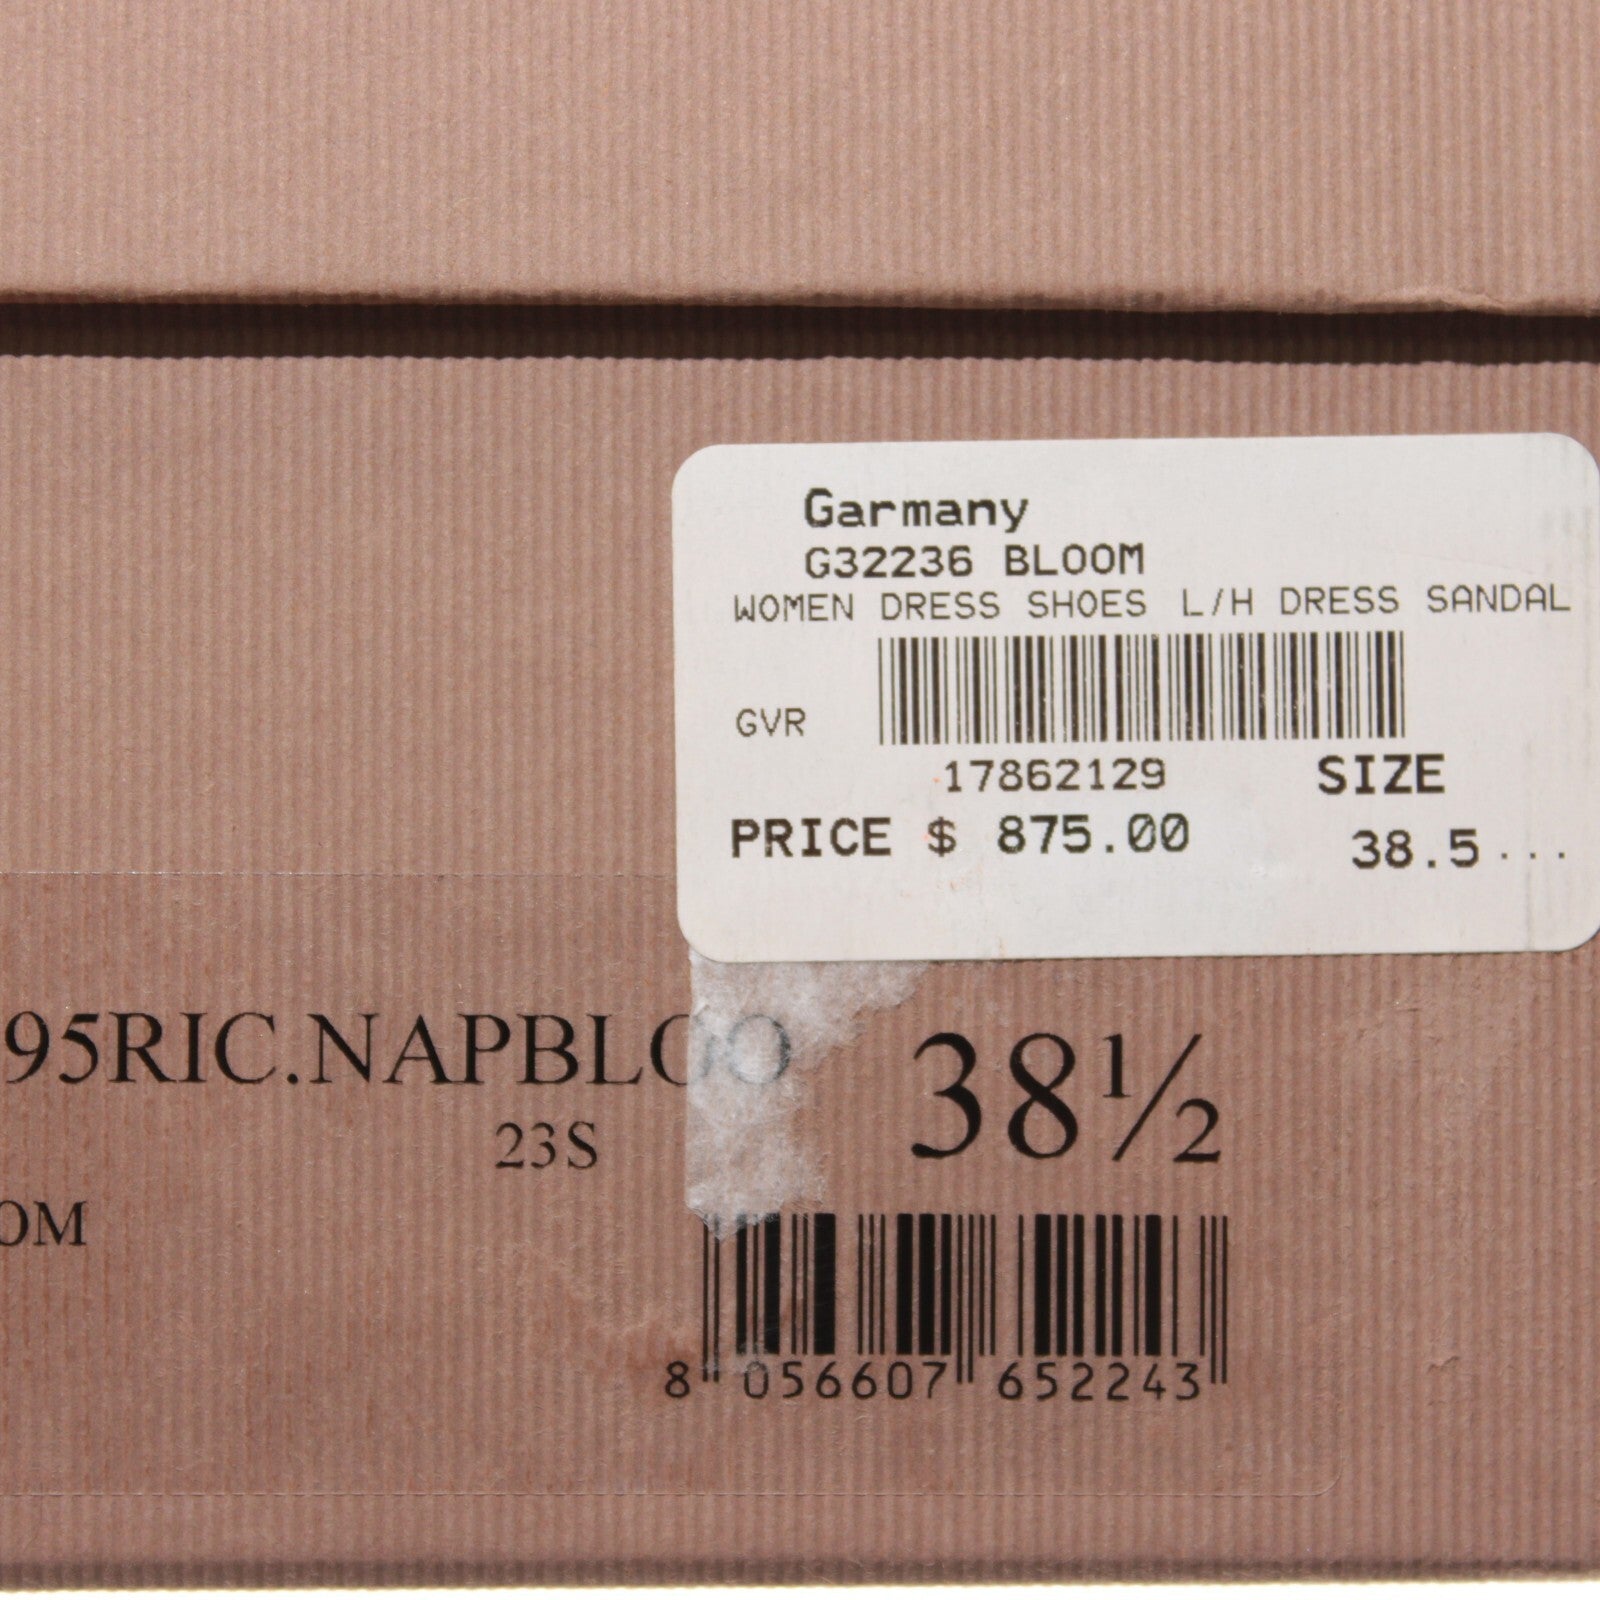 Garmany
G32236 BLOOM
WOMEN DRESS SHOES L/H DRESS SANDAL
GVR
17862129 SIZE
PRICE $ 875.00 38.5...
95RIC.NAPBLOO 38½
23S
OM
8 056607 652243